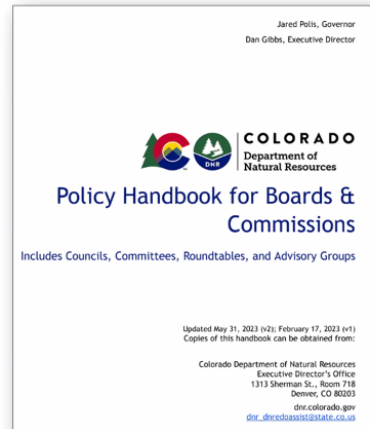 Jared Polis, Governor
Dan Gibbs, Executive Director
COLORADO
Department of
Natural Resources
DNR
Policy Handbook for Boards &
Commissions
Includes Councils, Committees, Roundtables, and Advisory Groups
Updated May 31, 2023 (v2); February 17, 2023 (v1)
Copies of this handbook can be obtained from:
Colorado Department of Natural Resources
Executive Director's Office
1313 Sherman St., Room 718
Denver, CO 80203
dnr.colorado.gov
dnr_dnredoassist@state.co.us